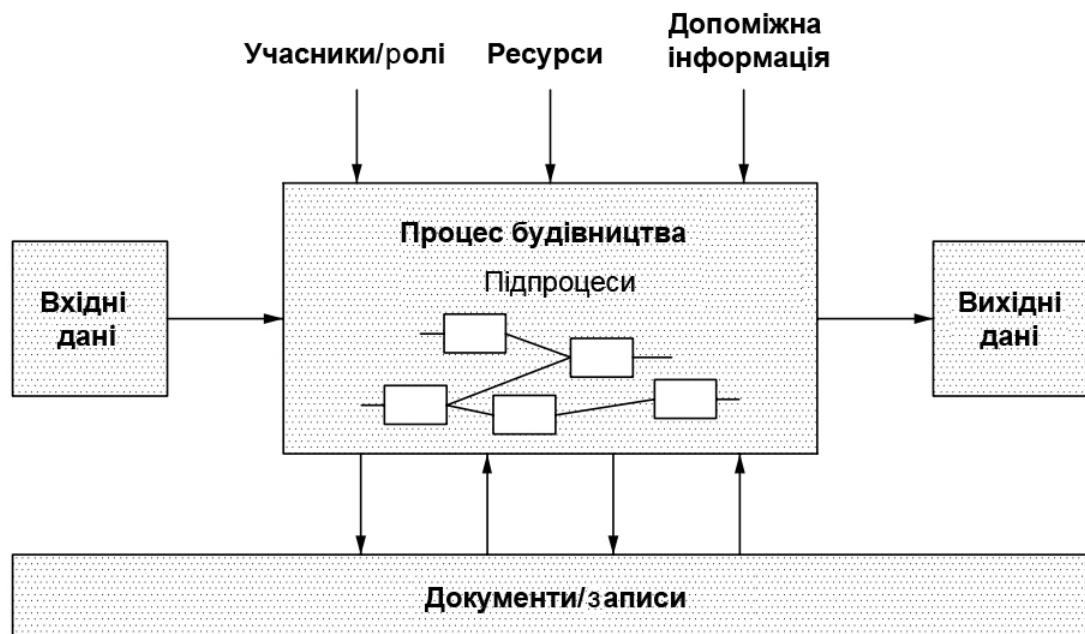 Учасники/ролі
Ресурси
Допоміжна
інформація
Процес будівництва
Підпроцеси
Вхідні
дані
Вихідні
дані
Документи/записи